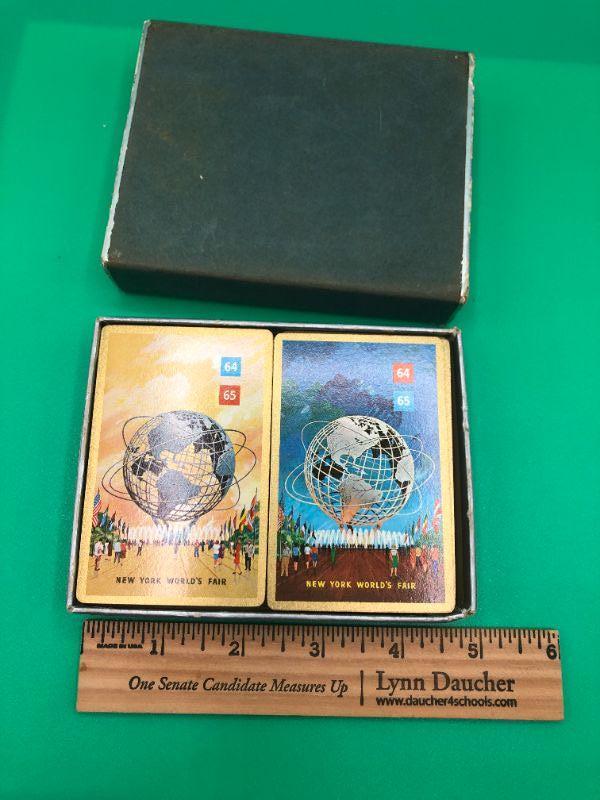 64
65
NEW YORK WORLD'S FAIR
64
65
NEW YORK WORLD'S FAIR
MADE IN USA
1 2 3 4 5 6
One Senate Candidate Measures Up | Lynn Daucher
www.daucher4schools.com